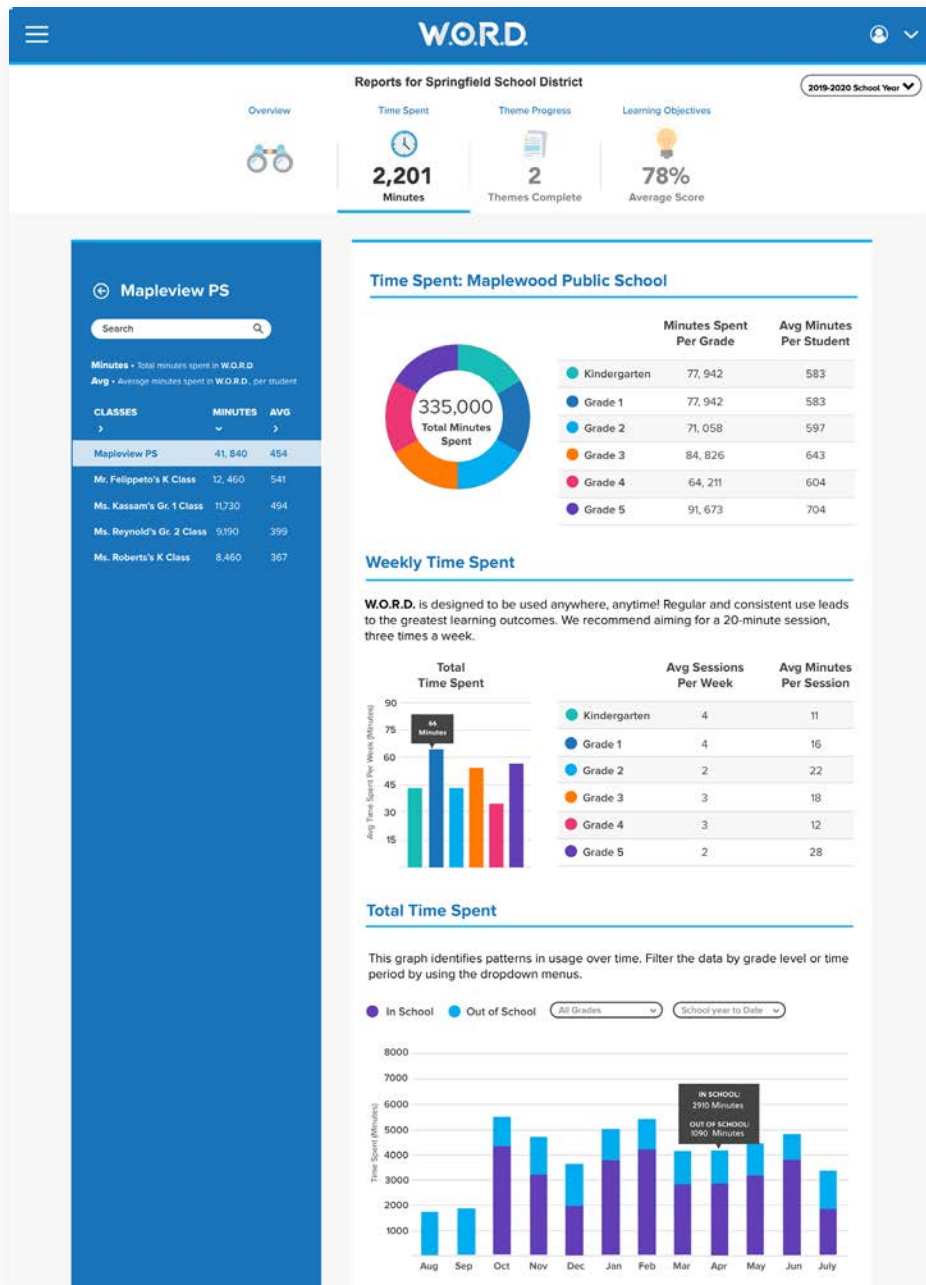 W.O.R.D.
Reports for Springfield School District
2019-2020 School Year
Overview
Time Spent
Theme Progress
Learning Objectives
2,201
2
78%
Minutes
Themes Complete
Average Score
Mapleview PS
Search
Minutes • Total minutes spent in W.O.R.D.
Avg • Average minutes spent in W.O.R.D., per student
CLASSES MINUTES AVG
Mapleview PS 41, 840 454
Mr. Felippeto's K Class 12, 460 541
Ms. Kassam's Gr. 1 Class 11,730 494
Ms. Reynold's Gr. 2 Class 9,190 399
Ms. Roberts's K Class 8,460 367
Time Spent: Maplewood Public School
335,000
Total Minutes
Spent
Minutes Spent Avg Minutes
Per Grade Per Student
Kindergarten 77, 942 583
Grade 1 77, 942 583
Grade 2 71, 058 597
Grade 3 84, 826 643
Grade 4 64, 211 604
Grade 5 91, 673 704
Weekly Time Spent
W.O.R.D. is designed to be used anywhere, anytime! Regular and consistent use leads
to the greatest learning outcomes. We recommend aiming for a 20-minute session,
three times a week.
Total
Time Spent
Avg Time Spent Per Week (Minutes)
90
75
60
45
30
15
66
Minutes
Avg Sessions Avg Minutes
Per Week Per Session
Kindergarten 4 11
Grade 1 4 16
Grade 2 2 22
Grade 3 3 18
Grade 4 3 12
Grade 5 2 28
Total Time Spent
This graph identifies patterns in usage over time. Filter the data by grade level or time
period by using the dropdown menus.
In School Out of School All Grades School year to Date
Time Spent (Minutes)
8000
7000
6000
5000
4000
3000
2000
1000
IN SCHOOL:
2910 Minutes
OUT OF SCHOOL:
1090 Minutes
Aug Sep Oct Nov Dec Jan Feb Mar Apr May Jun July